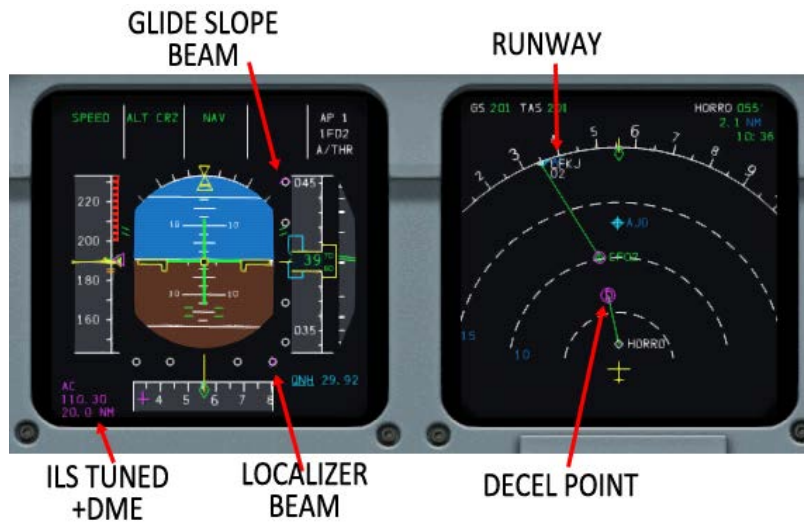 GLIDE SLOPE
BEAM
RUNWAY
SPEED ALT CRZ NAV AP 1
1FD2
A/THR
GS 201 TAS 201 HORRO 055°
2.1 NM
10:36
2 3 4 5 6 7 8 9
LFKJ
02
AJO
CF02
D
HORRO
15
10
220
200
180
160
10 10
10 10
045
39
035
QNH 29.92
AC
110.30
20.0 NM
4 5 6 7 8
ILS TUNED
+DME
LOCALIZER
BEAM
DECEL POINT